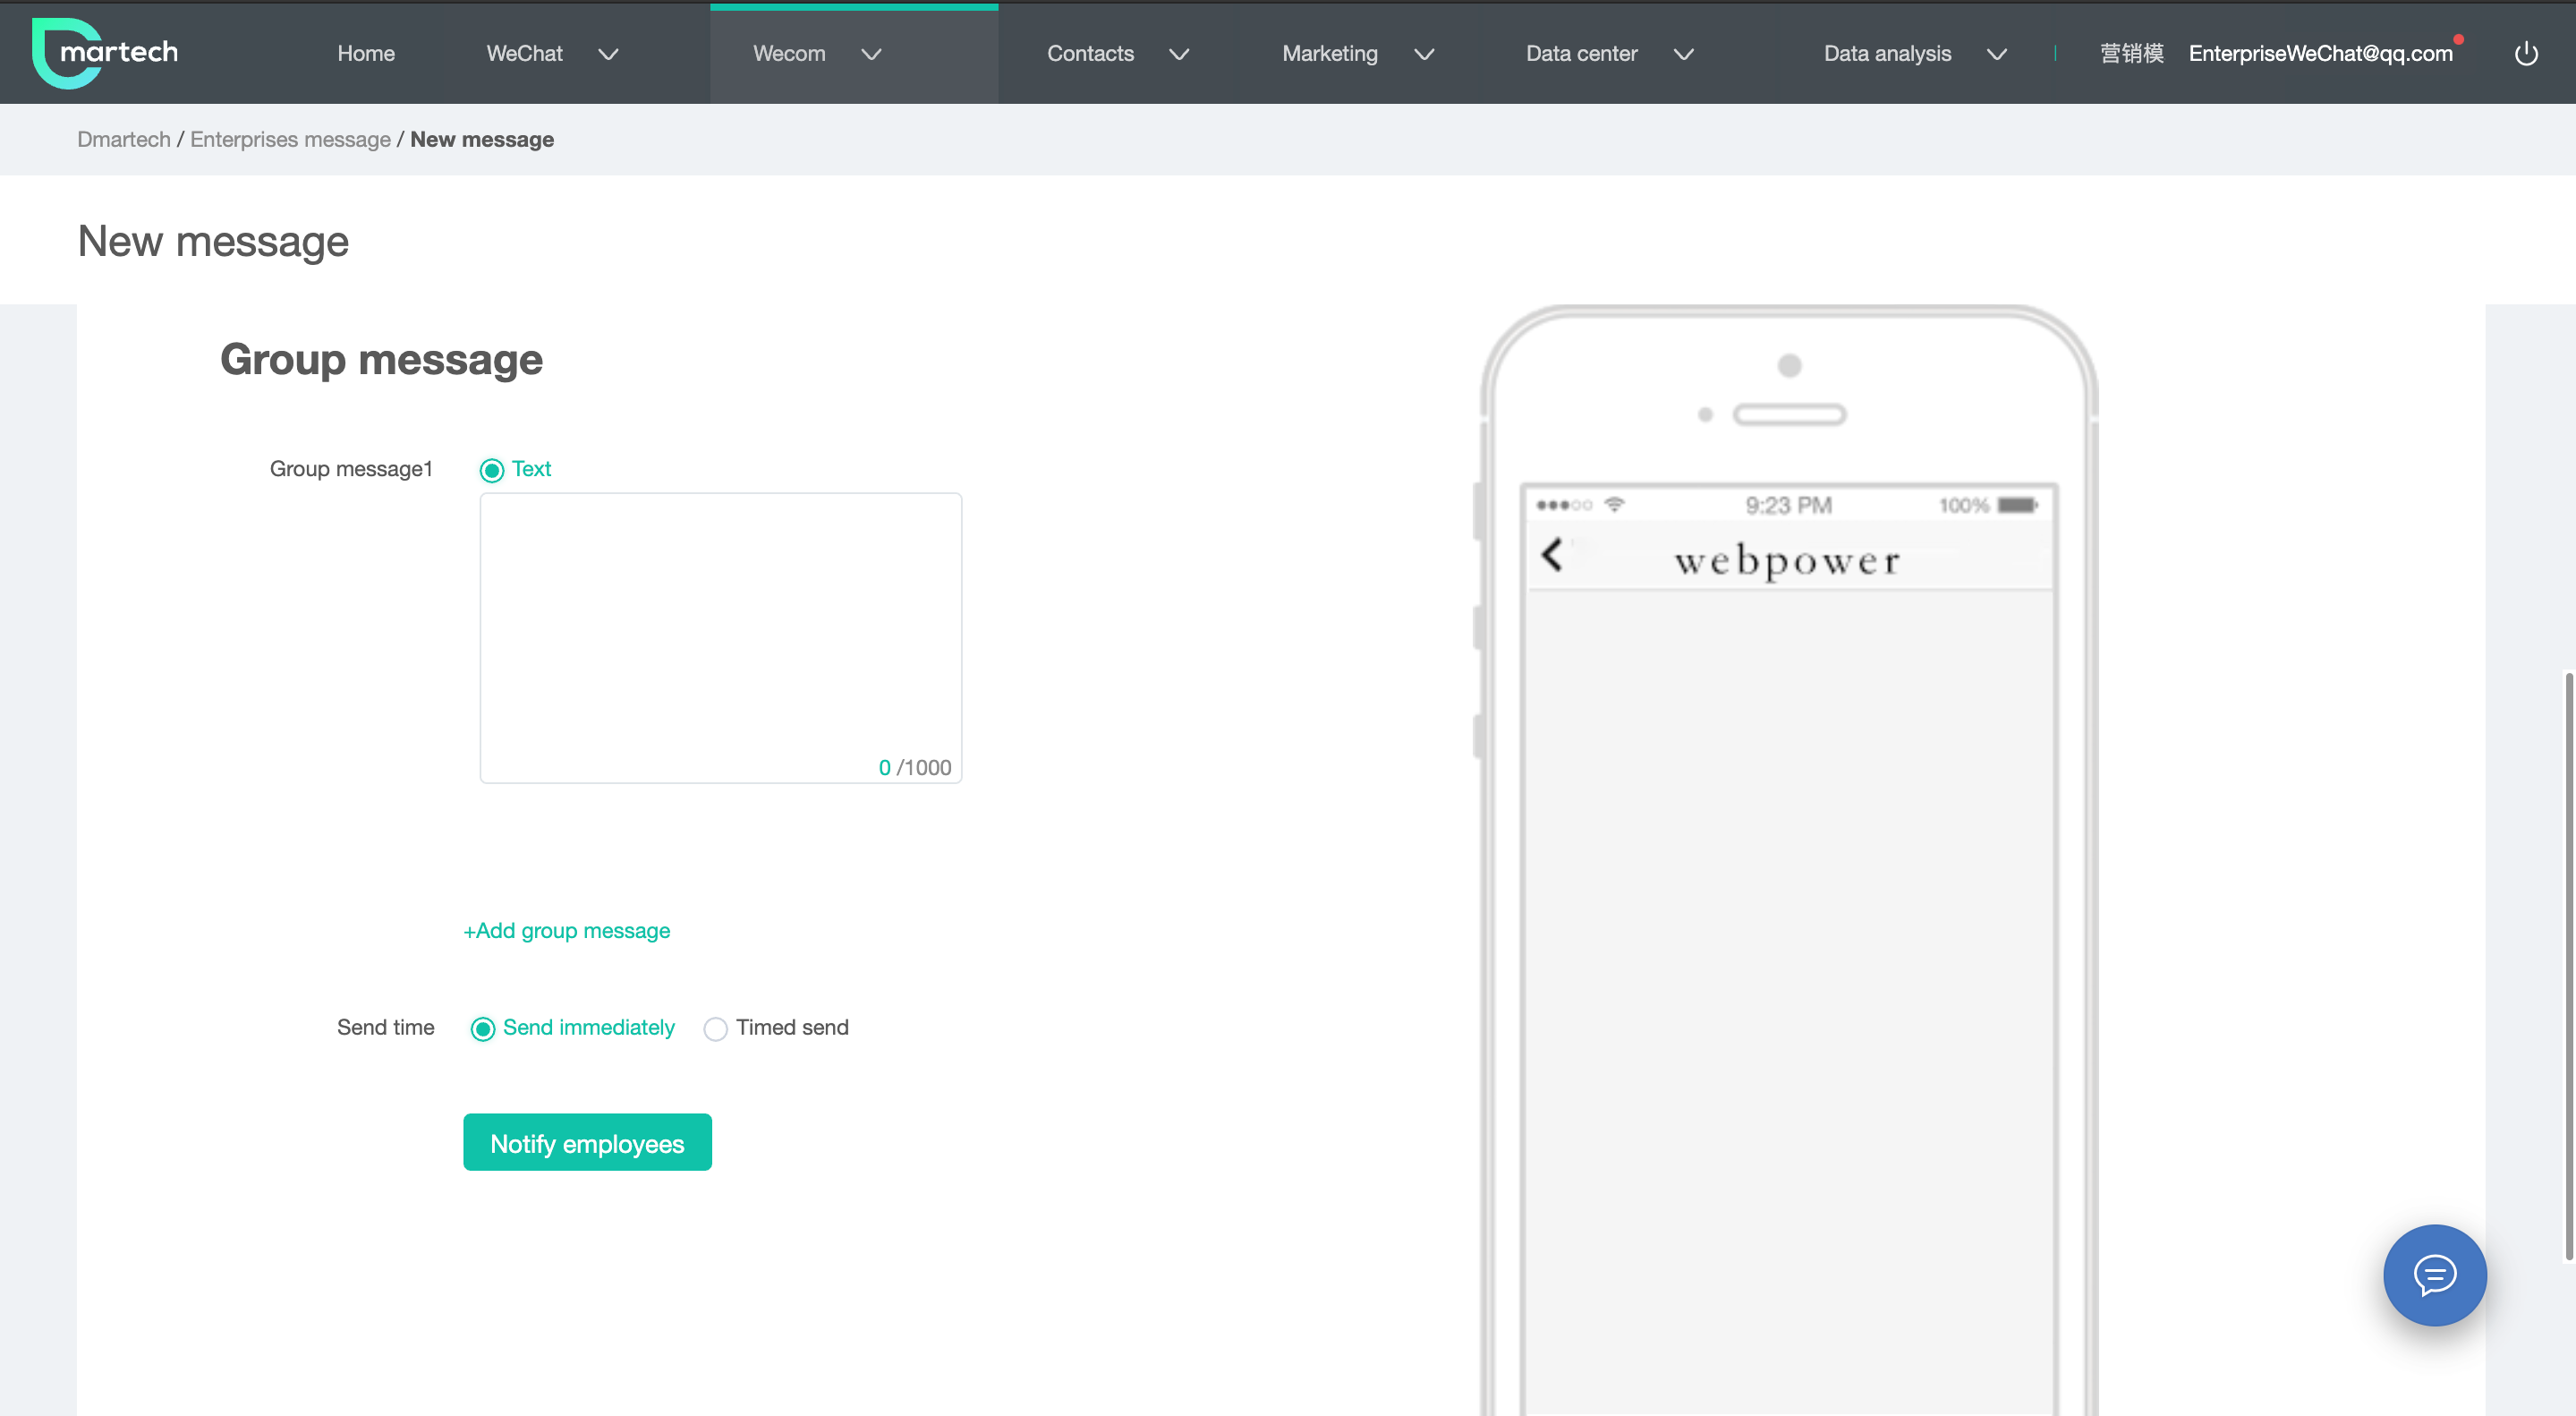 martech
Home
WeChat
Wecom
Contacts
Marketing
Data center
Data analysis
营销模
EnterpriseWeChat@qq.com
Dmartech / Enterprises message / New message
New message
Group message
Group message1
Text
0 /1000
+Add group message
Send time
Send immediately
Timed send
Notify employees
9:23 PM
100%
webpower